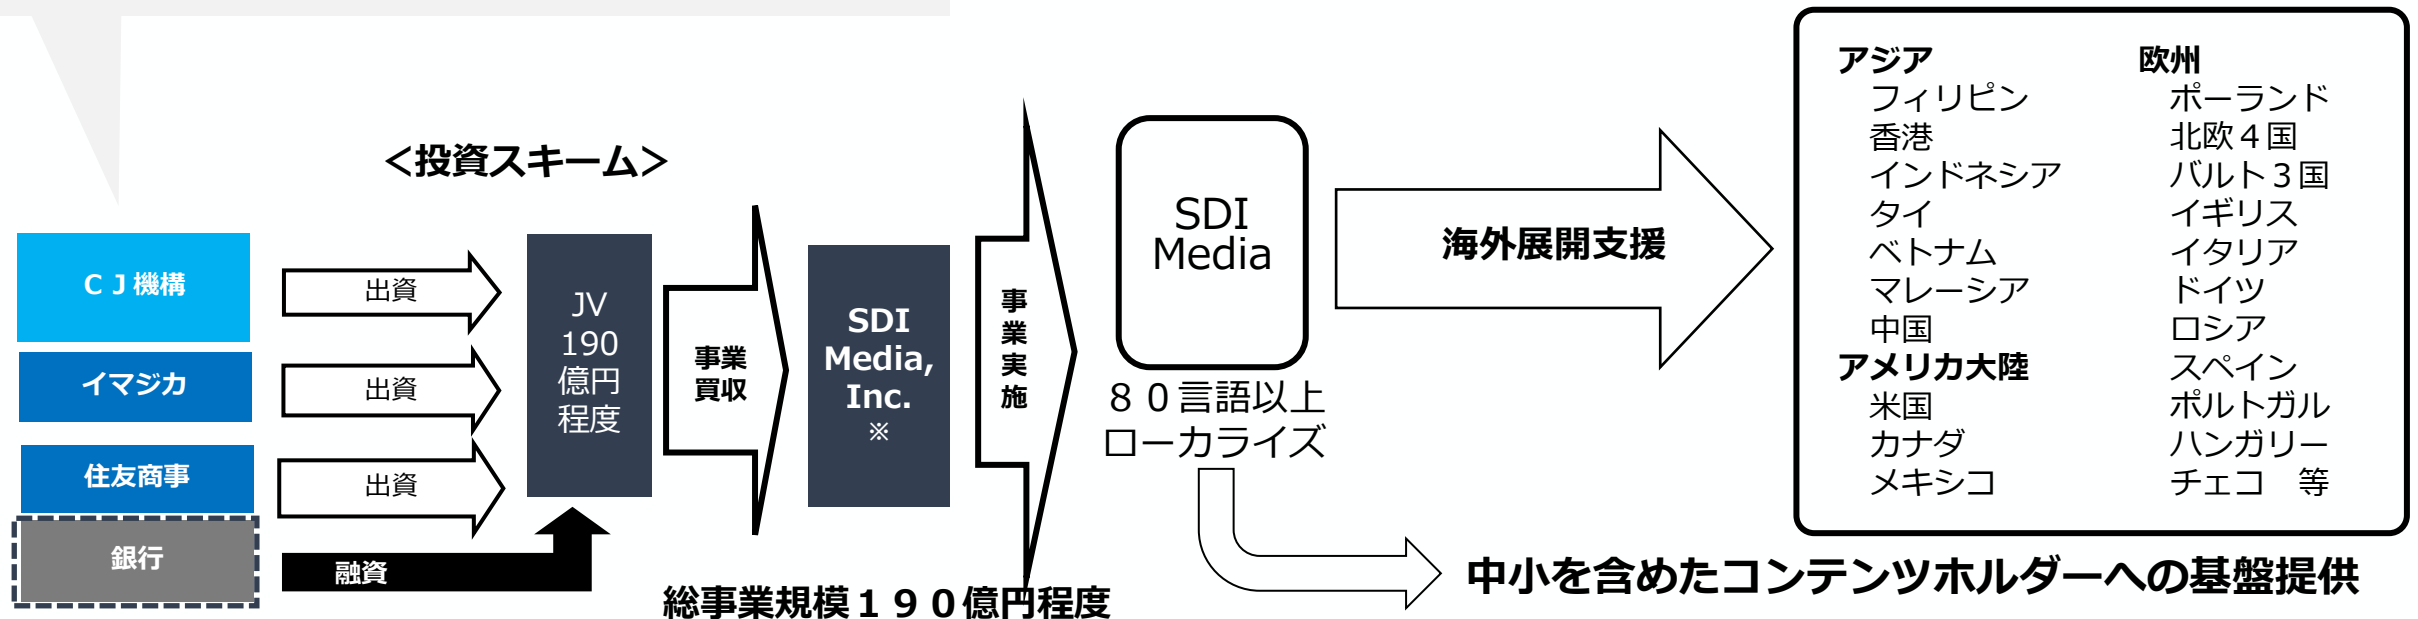 ＜投資スキーム＞
ＣＪ機構
イマジカ
住友商事
銀行
出資
出資
出資
融資
JV
190
億円
程度
事業
買収
SDI
Media,
Inc.
※
事
業
実
施
総事業規模１９０億円程度
SDI
Media
８０言語以上
ローカライズ
海外展開支援
アジア
フィリピン
香港
インドネシア
タイ
ベトナム
マレーシア
中国
アメリカ大陸
米国
カナダ
メキシコ
欧州
ポーランド
北欧４国
バルト３国
イギリス
イタリア
ドイツ
ロシア
スペイン
ポルトガル
ハンガリー
チェコ　等
中小を含めたコンテンツホルダーへの基盤提供